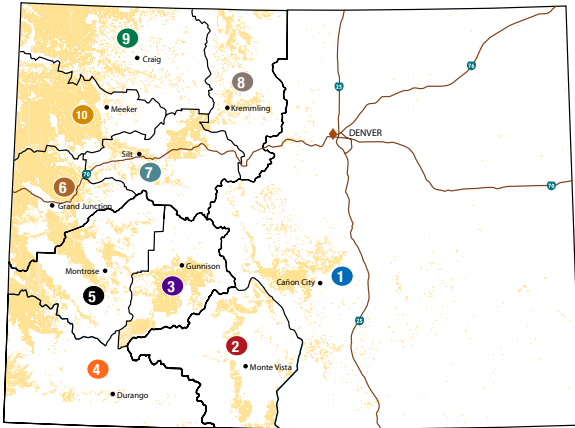 9
Craig
76
8
25
Kremmling
Meeker
10
DENVER
Silt
70
7
6
70
Grand Junction
Gunnison
Montrose
1
Cañon City
3
5
25
2
Monte Vista
4
Durango